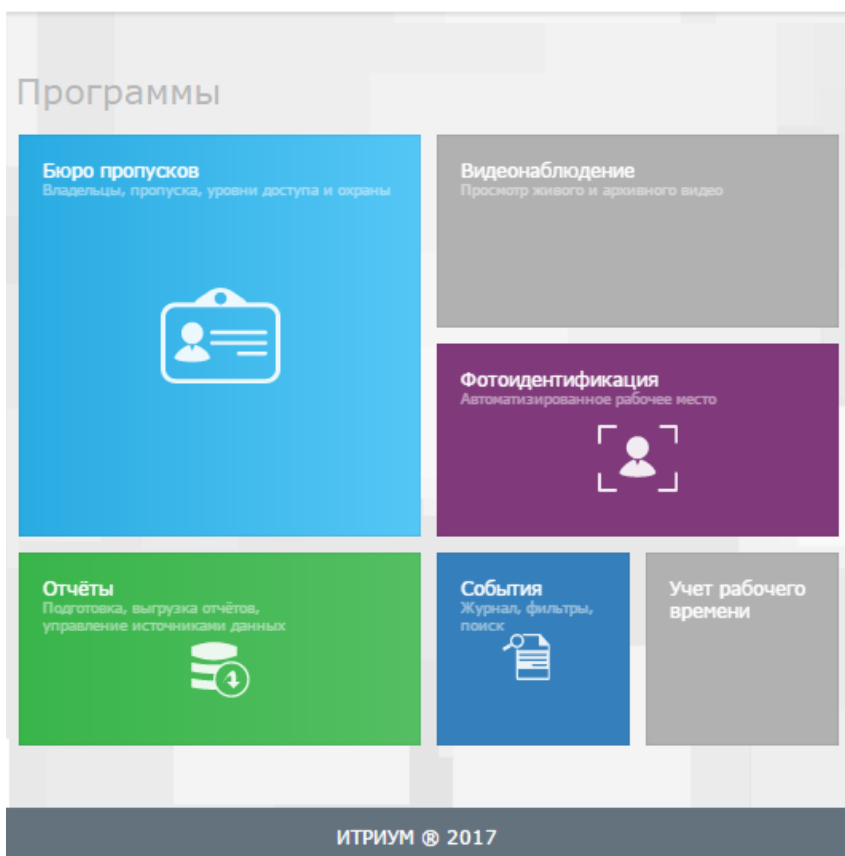 Программы
Бюро пропусков
Владельцы, пропуска, уровни доступа и охраны
Видеонаблюдение
Просмотр живого и архивного видео
Фотоидентификация
Автоматизированное рабочее место
Отчёты
Подготовка, выгрузка отчётов,
управление источниками данных
События
Журнал, фильтры,
поиск
Учет рабочего
времени
ИТРИУМ ® 2017